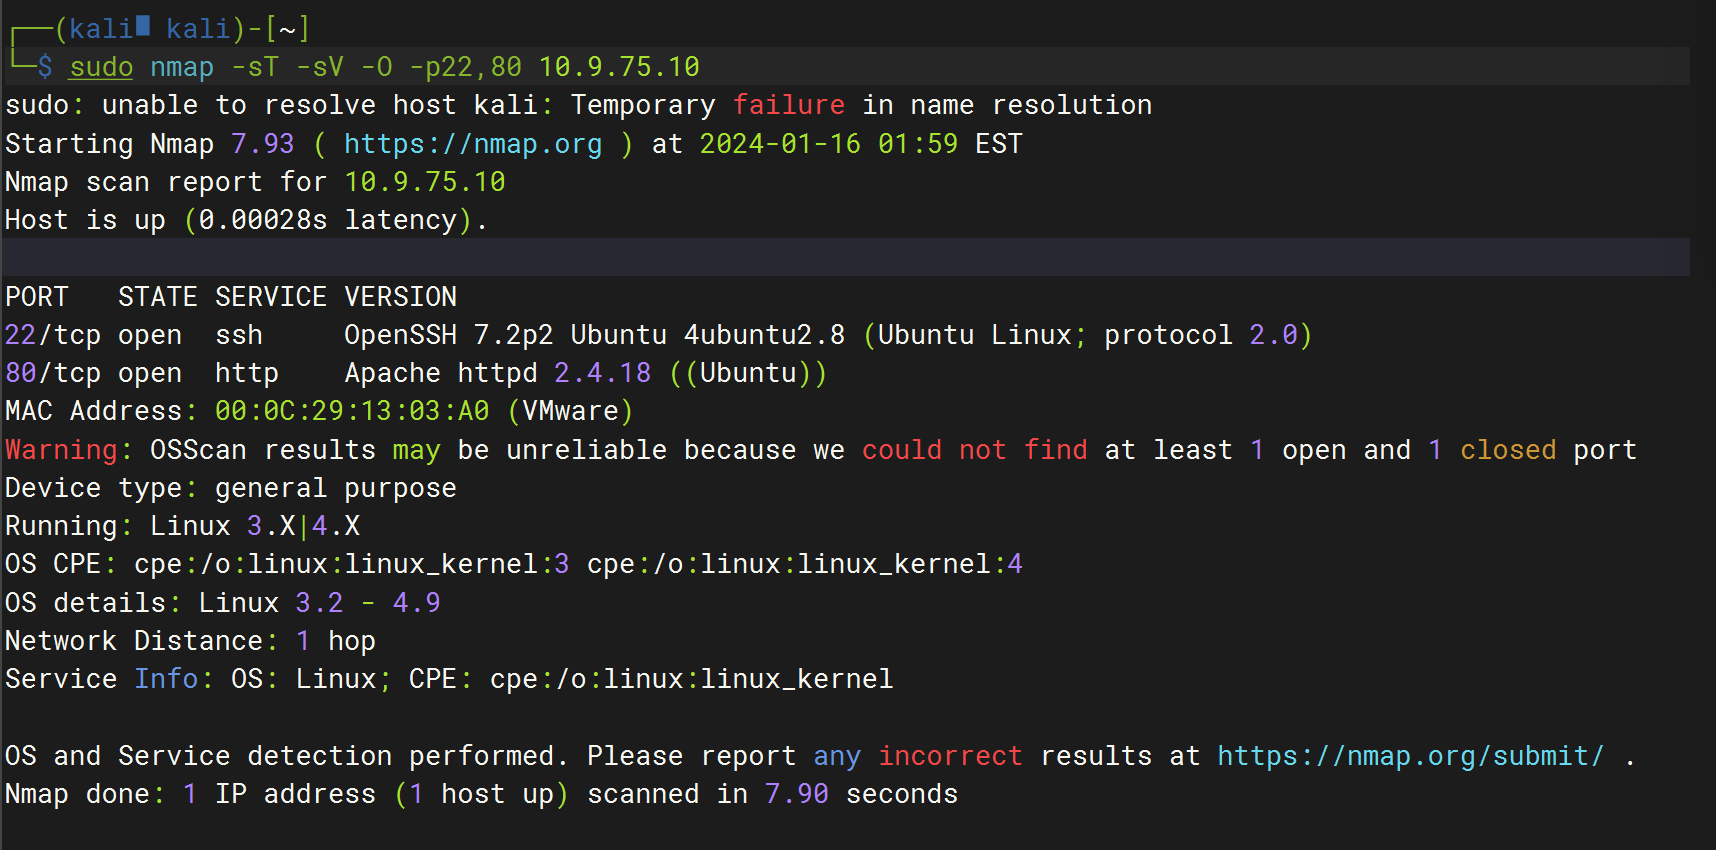 ┌──(kali kali)-[~]
└─$ sudo nmap -sT -sV -O -p22,80 10.9.75.10
sudo: unable to resolve host kali: Temporary failure in name resolution
Starting Nmap 7.93 ( https://nmap.org ) at 2024-01-16 01:59 EST
Nmap scan report for 10.9.75.10
Host is up (0.00028s latency).
PORT   STATE SERVICE VERSION
22/tcp open  ssh     OpenSSH 7.2p2 Ubuntu 4ubuntu2.8 (Ubuntu Linux; protocol 2.0)
80/tcp open  http    Apache httpd 2.4.18 ((Ubuntu))
MAC Address: 00:0C:29:13:03:A0 (VMware)
Warning: OSScan results may be unreliable because we could not find at least 1 open and 1 closed port
Device type: general purpose
Running: Linux 3.X|4.X
OS CPE: cpe:/o:linux:linux_kernel:3 cpe:/o:linux:linux_kernel:4
OS details: Linux 3.2 - 4.9
Network Distance: 1 hop
Service Info: OS: Linux; CPE: cpe:/o:linux:linux_kernel
OS and Service detection performed. Please report any incorrect results at https://nmap.org/submit/ .
Nmap done: 1 IP address (1 host up) scanned in 7.90 seconds